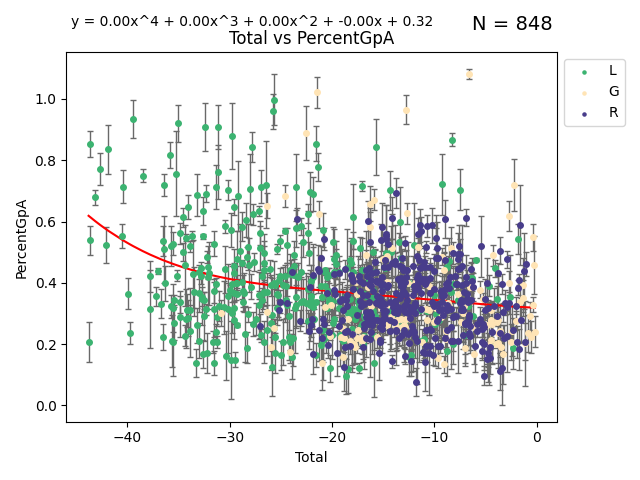 y = 0.00x^4 + 0.00x^3 + 0.00x^2 + -0.00x + 0.32
N = 848
Total vs PercentGpA
L
G
R
PercentGpA
1.0
0.8
0.6
0.4
0.2
0.0
−40
−30
−20
−10
0
Total